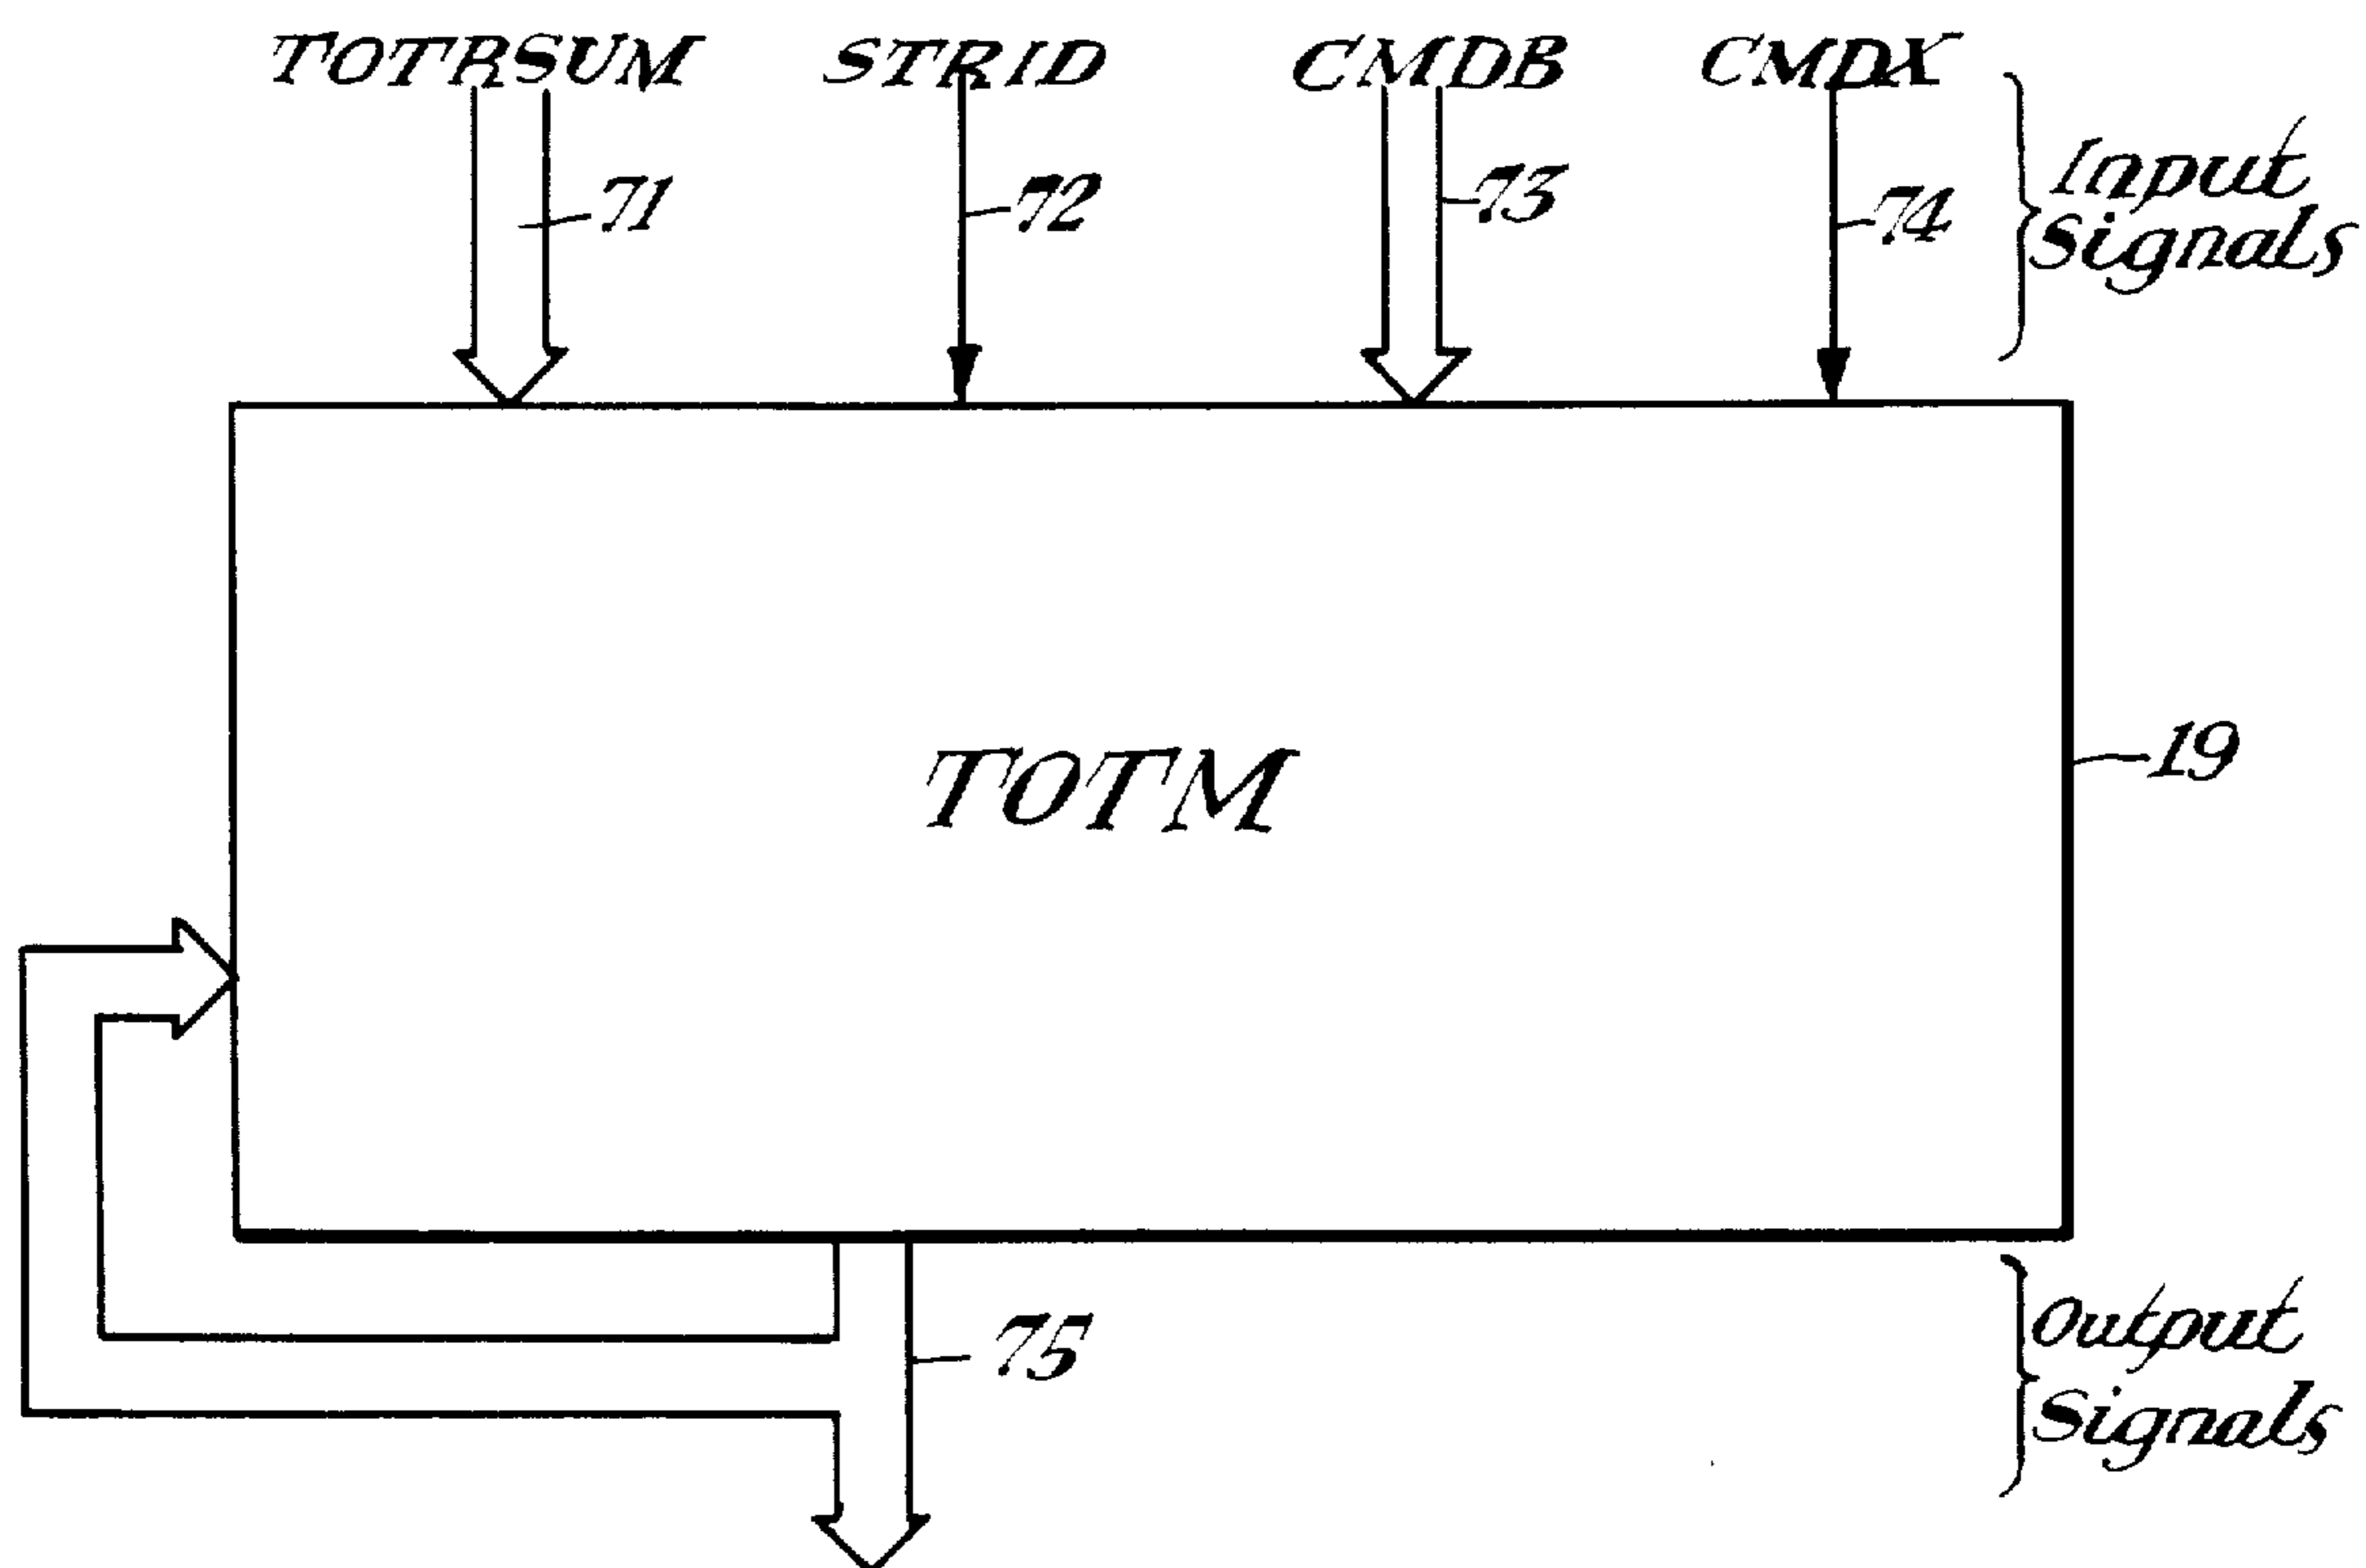 TOTRSUM STRID CMDB CMDX
71 72 73 74
Input
Signals
TOTM
19
75
Output
Signals